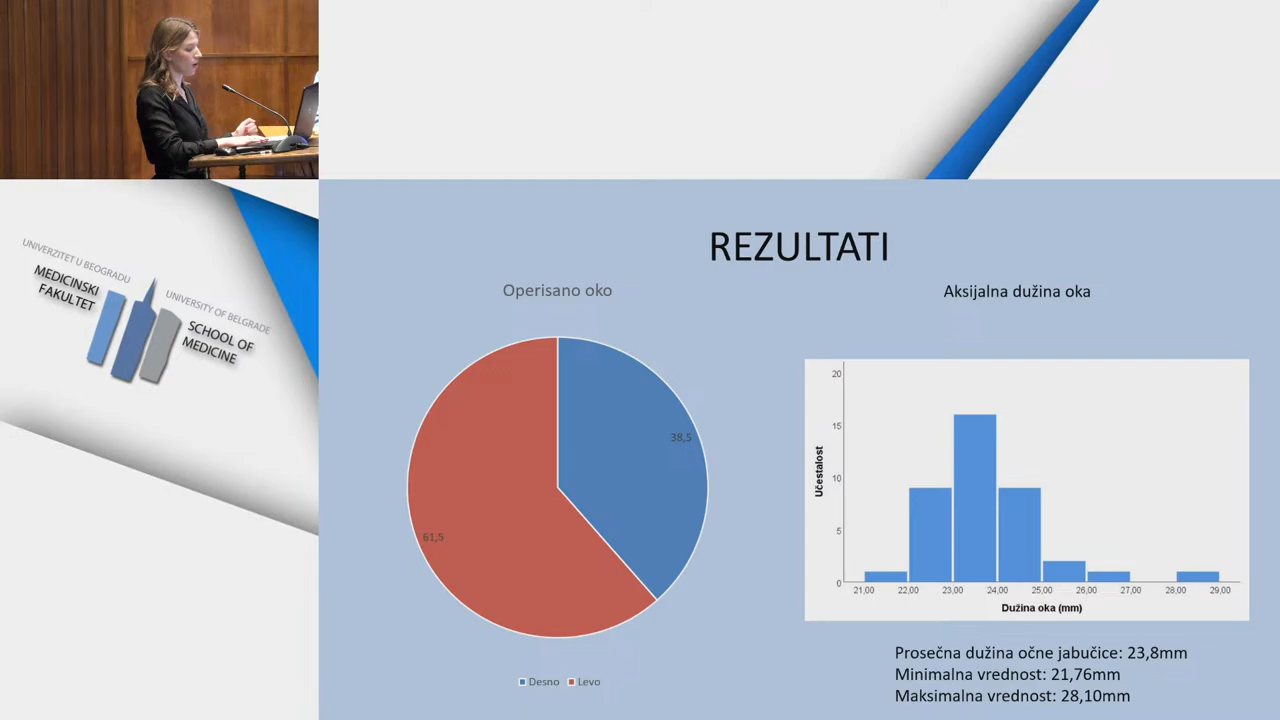 UNIVERZITET U BEOGRADU
MEDICINSKI
FAKULTET
UNIVERSITY OF BELGRADE
SCHOOL OF
MEDICINE
REZULTATI
Operisano oko
38,5
61,5
Desno Levo
Aksijalna dužina oka
Učestalost
20
15
10
5
0
21,00 22,00 23,00 24,00 25,00 26,00 27,00 28,00 29,00
Dužina oka (mm)
Prosečna dužina očne jabučice: 23,8mm
Minimalna vrednost: 21,76mm
Maksimalna vrednost: 28,10mm